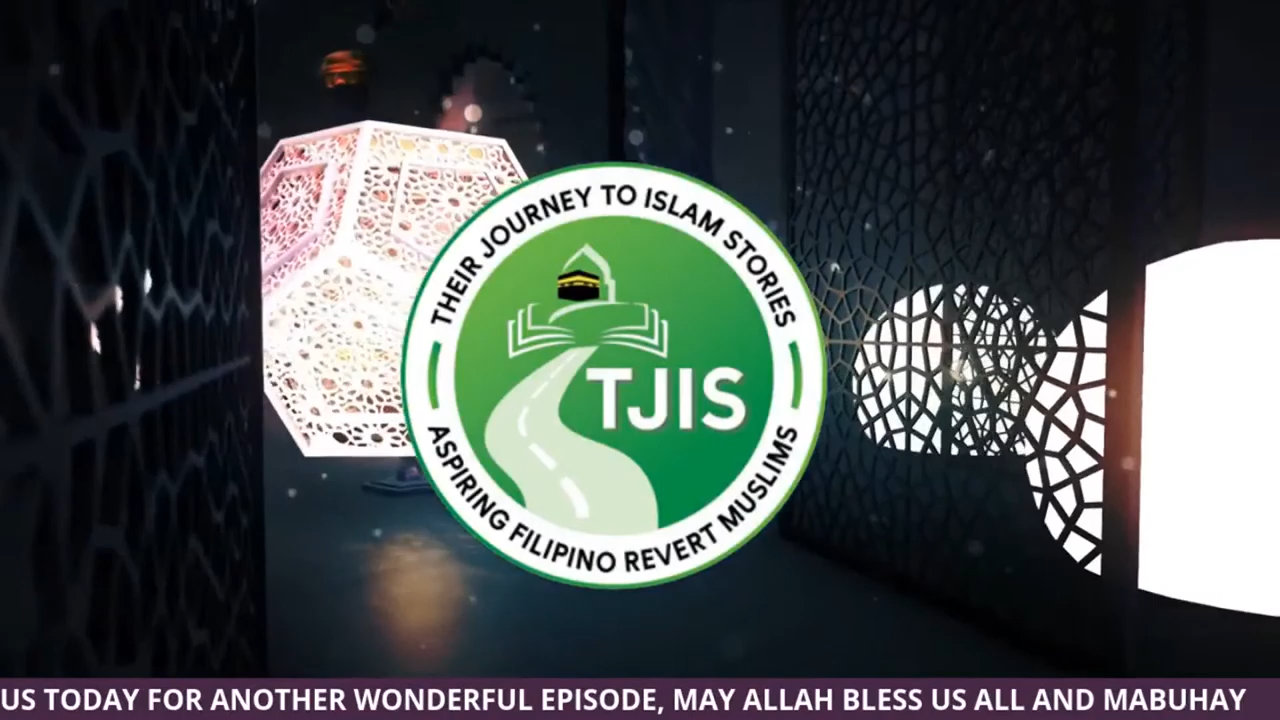 THEIR JOURNEY TO ISLAM STORIES
TJIS
ASPIRING FILIPINO REVERT MUSLIMS
US TODAY FOR ANOTHER WONDERFUL EPISODE, MAY ALLAH BLESS US ALL AND MABUHAY